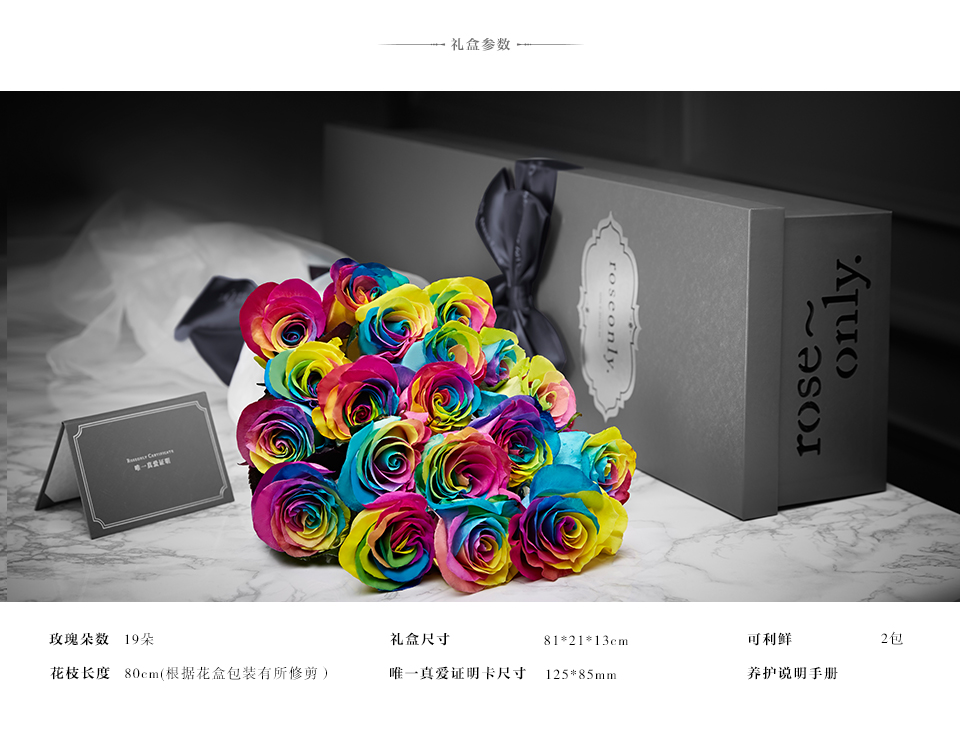 礼盒参数
roseonly.
rose~
only.
ROSEONLY CERTIFICATE
唯一真爱证明
玫瑰朵数 19朵 礼盒尺寸 81*21*13cm 可利鲜 2包
花枝长度 80cm(根据花盒包装有所修剪) 唯一真爱证明卡尺寸 125*85mm 养护说明手册